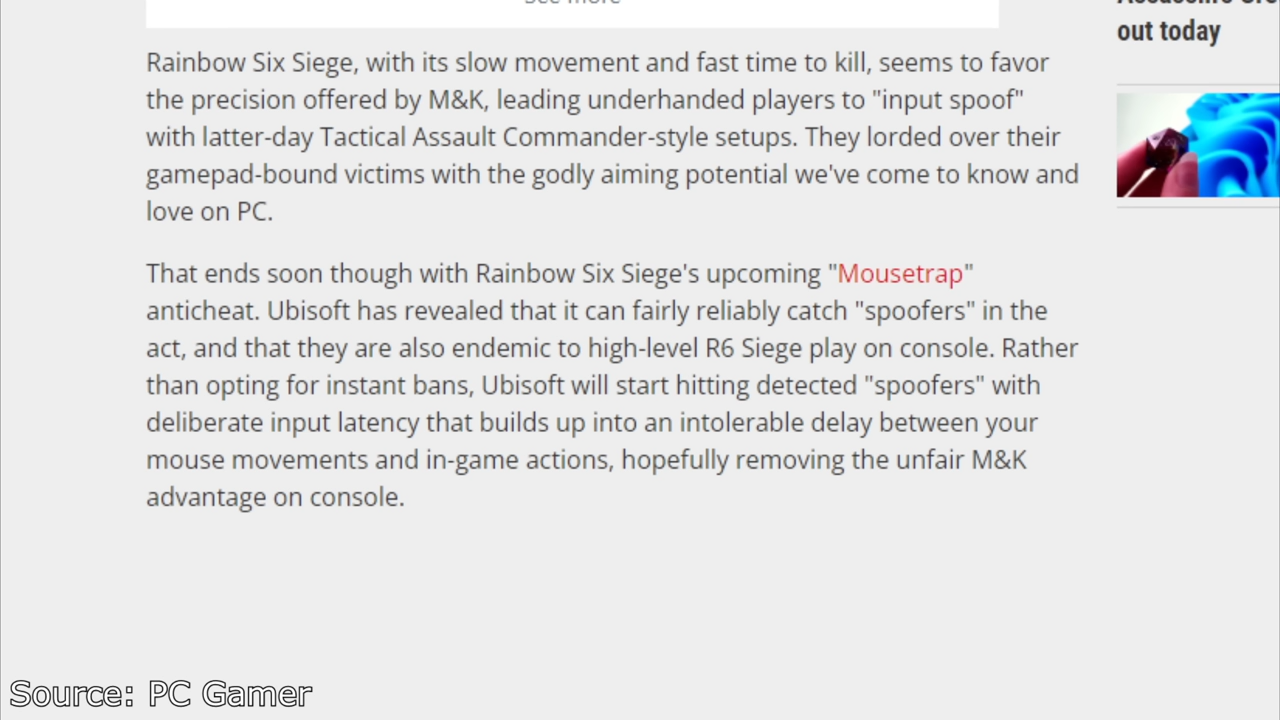 See more
Rainbow Six Siege, with its slow movement and fast time to kill, seems to favor
the precision offered by M&K, leading underhanded players to "input spoof"
with latter-day Tactical Assault Commander-style setups. They lorded over their
gamepad-bound victims with the godly aiming potential we've come to know and
love on PC.
That ends soon though with Rainbow Six Siege's upcoming "Mousetrap"
anticheat. Ubisoft has revealed that it can fairly reliably catch "spoofers" in the
act, and that they are also endemic to high-level R6 Siege play on console. Rather
than opting for instant bans, Ubisoft will start hitting detected "spoofers" with
deliberate input latency that builds up into an intolerable delay between your
mouse movements and in-game actions, hopefully removing the unfair M&K
advantage on console.
out today
Source: PC Gamer